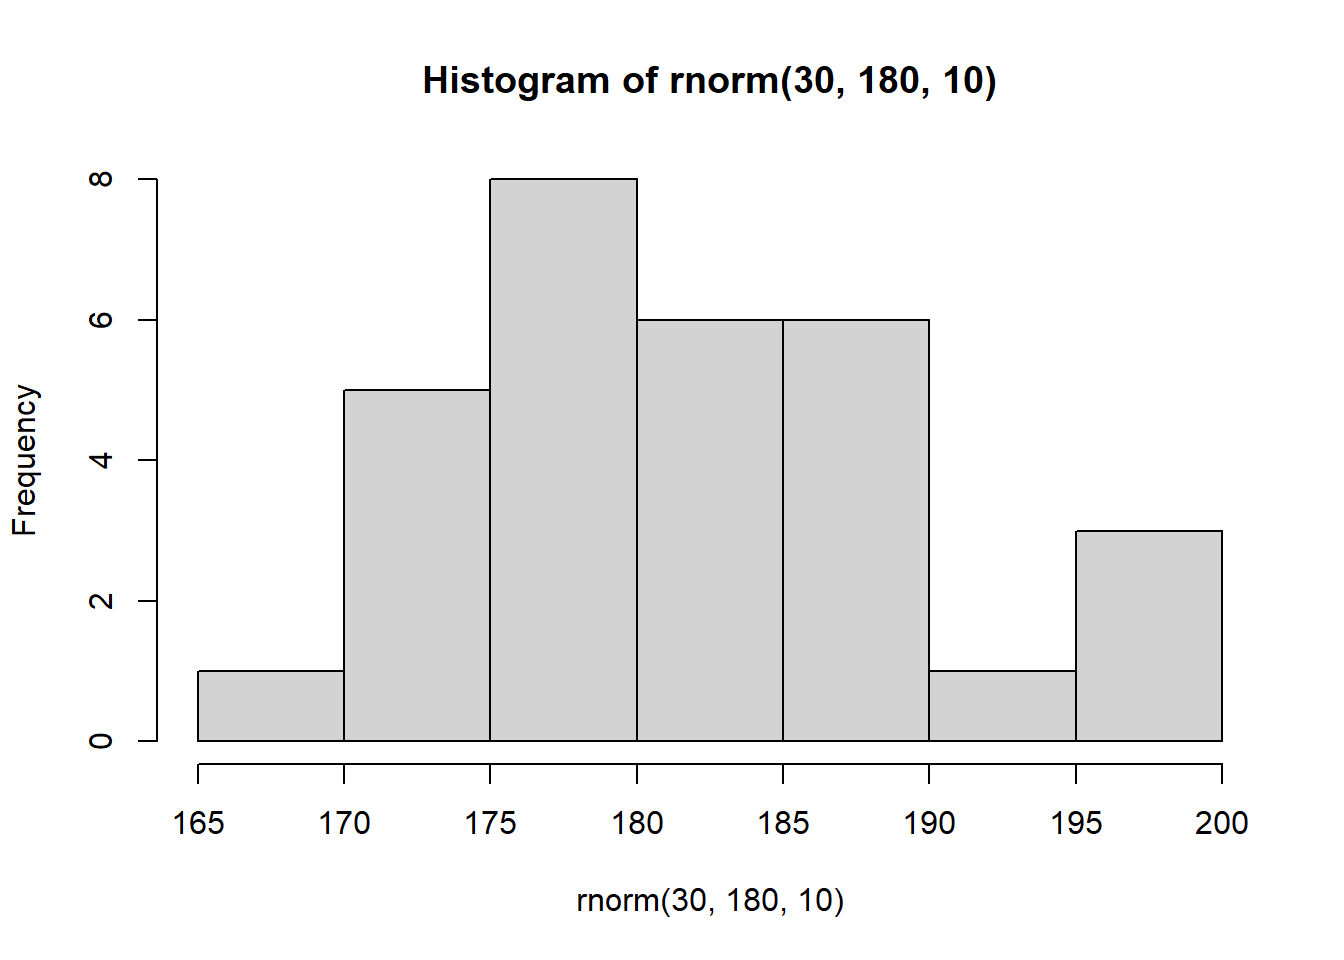 Histogram of rnorm(30, 180, 10)
Frequency
8
6
4
2
0
165 170 175 180 185 190 195 200
rnorm(30, 180, 10)